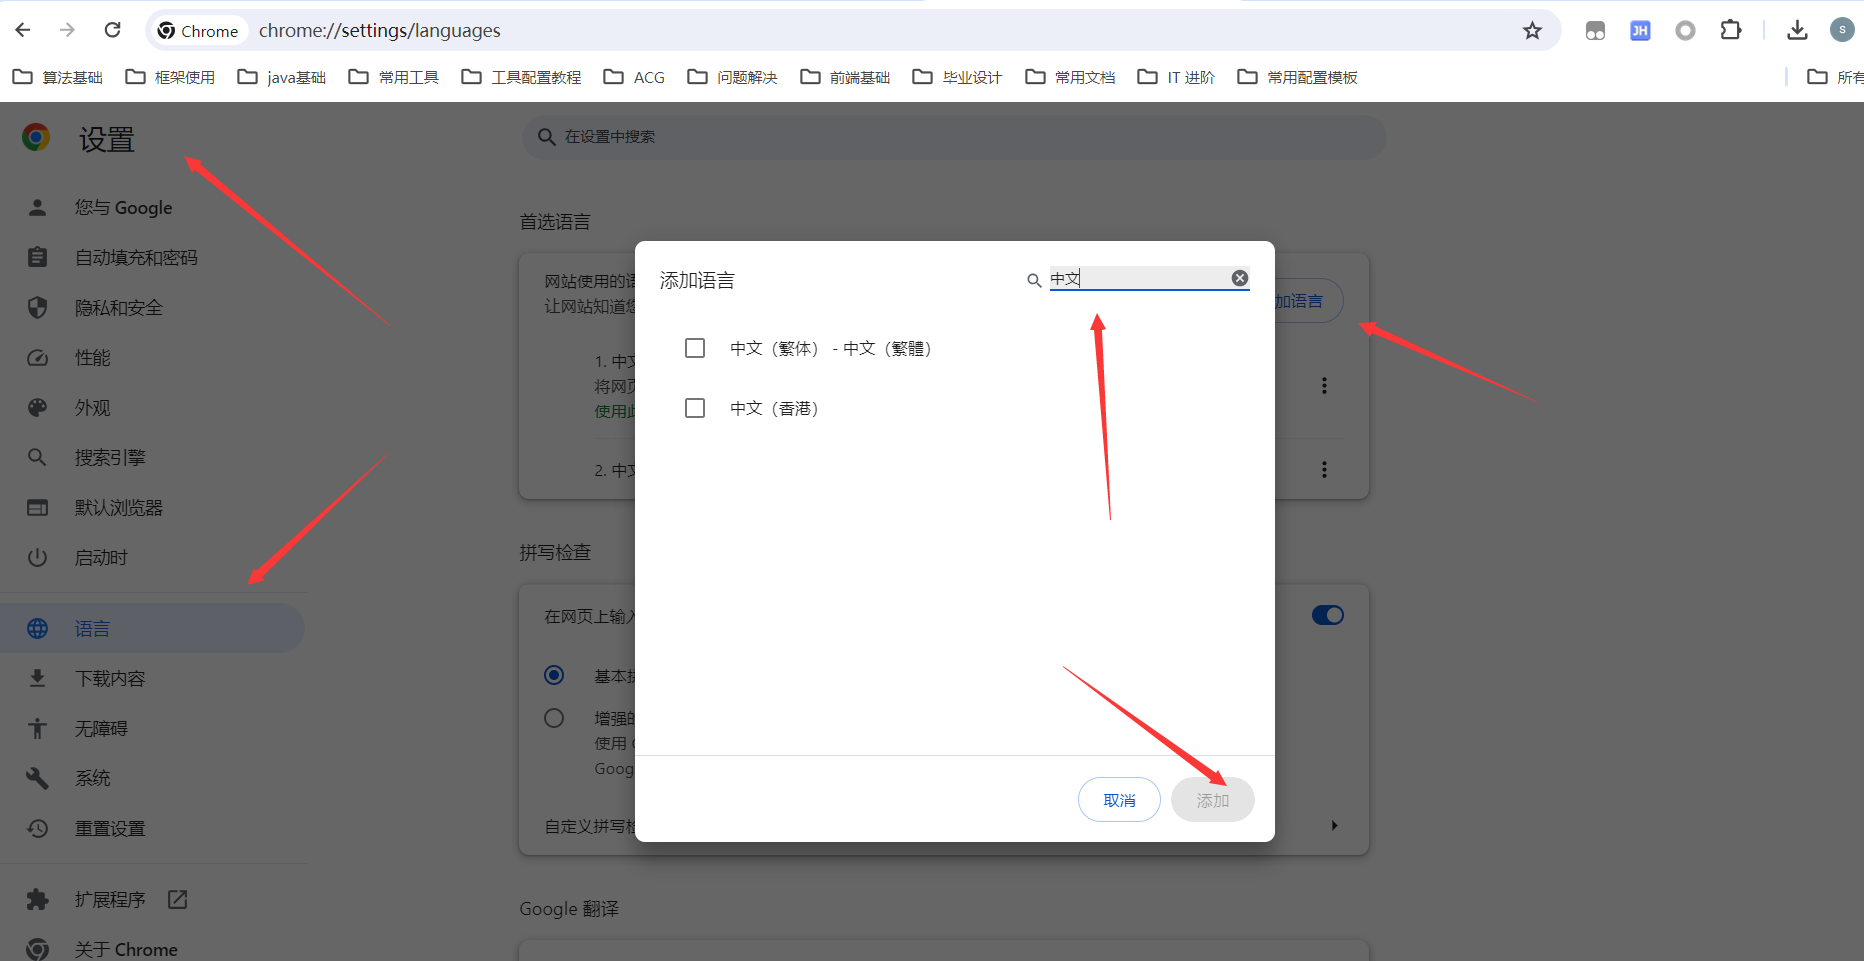 Chrome chrome://settings/languages JH S
算法基础 框架使用 java基础 常用工具 工具配置教程 ACG 问题解决 前端基础 毕业设计 常用文档 IT 进阶 常用配置模板 所有
设置
在设置中搜索
您与 Google
自动填充和密码
隐私和安全
性能
外观
搜索引擎
默认浏览器
启动时
语言
下载内容
无障碍
系统
重置设置
扩展程序
关于 Chrome
首选语言
网站使用的语
让网站知道您
加语言
1. 中文
将网页
使用此
2. 中文
添加语言
中文
中文（繁体） - 中文（繁體）
中文（香港）
取消 添加
拼写检查
在网页上输入
基本拼
增强的
使用 G
Goog
自定义拼写检
Google 翻译